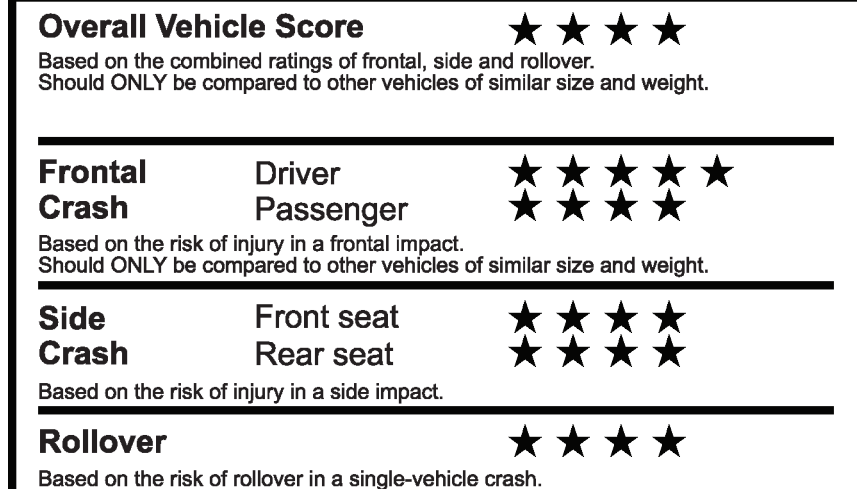 Overall Vehicle Score ★ ★ ★ ★
Based on the combined ratings of frontal, side and rollover.
Should ONLY be compared to other vehicles of similar size and weight.
Frontal Driver ★ ★ ★ ★ ★
Crash Passenger ★ ★ ★ ★
Based on the risk of injury in a frontal impact.
Should ONLY be compared to other vehicles of similar size and weight.
Side Front seat ★ ★ ★ ★
Crash Rear seat ★ ★ ★ ★
Based on the risk of injury in a side impact.
Rollover ★ ★ ★ ★
Based on the risk of rollover in a single-vehicle crash.